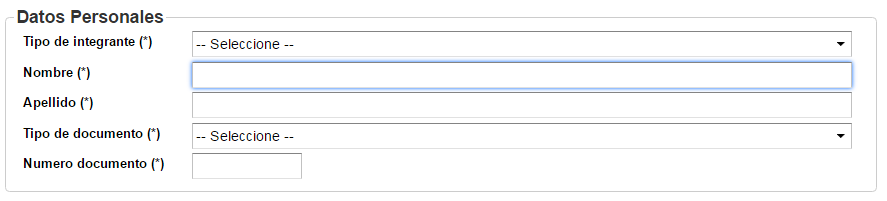 Datos Personales
Tipo de integrante (*)
-- Seleccione --
Nombre (*)
Apellido (*)
Tipo de documento (*)
-- Seleccione --
Numero documento (*)